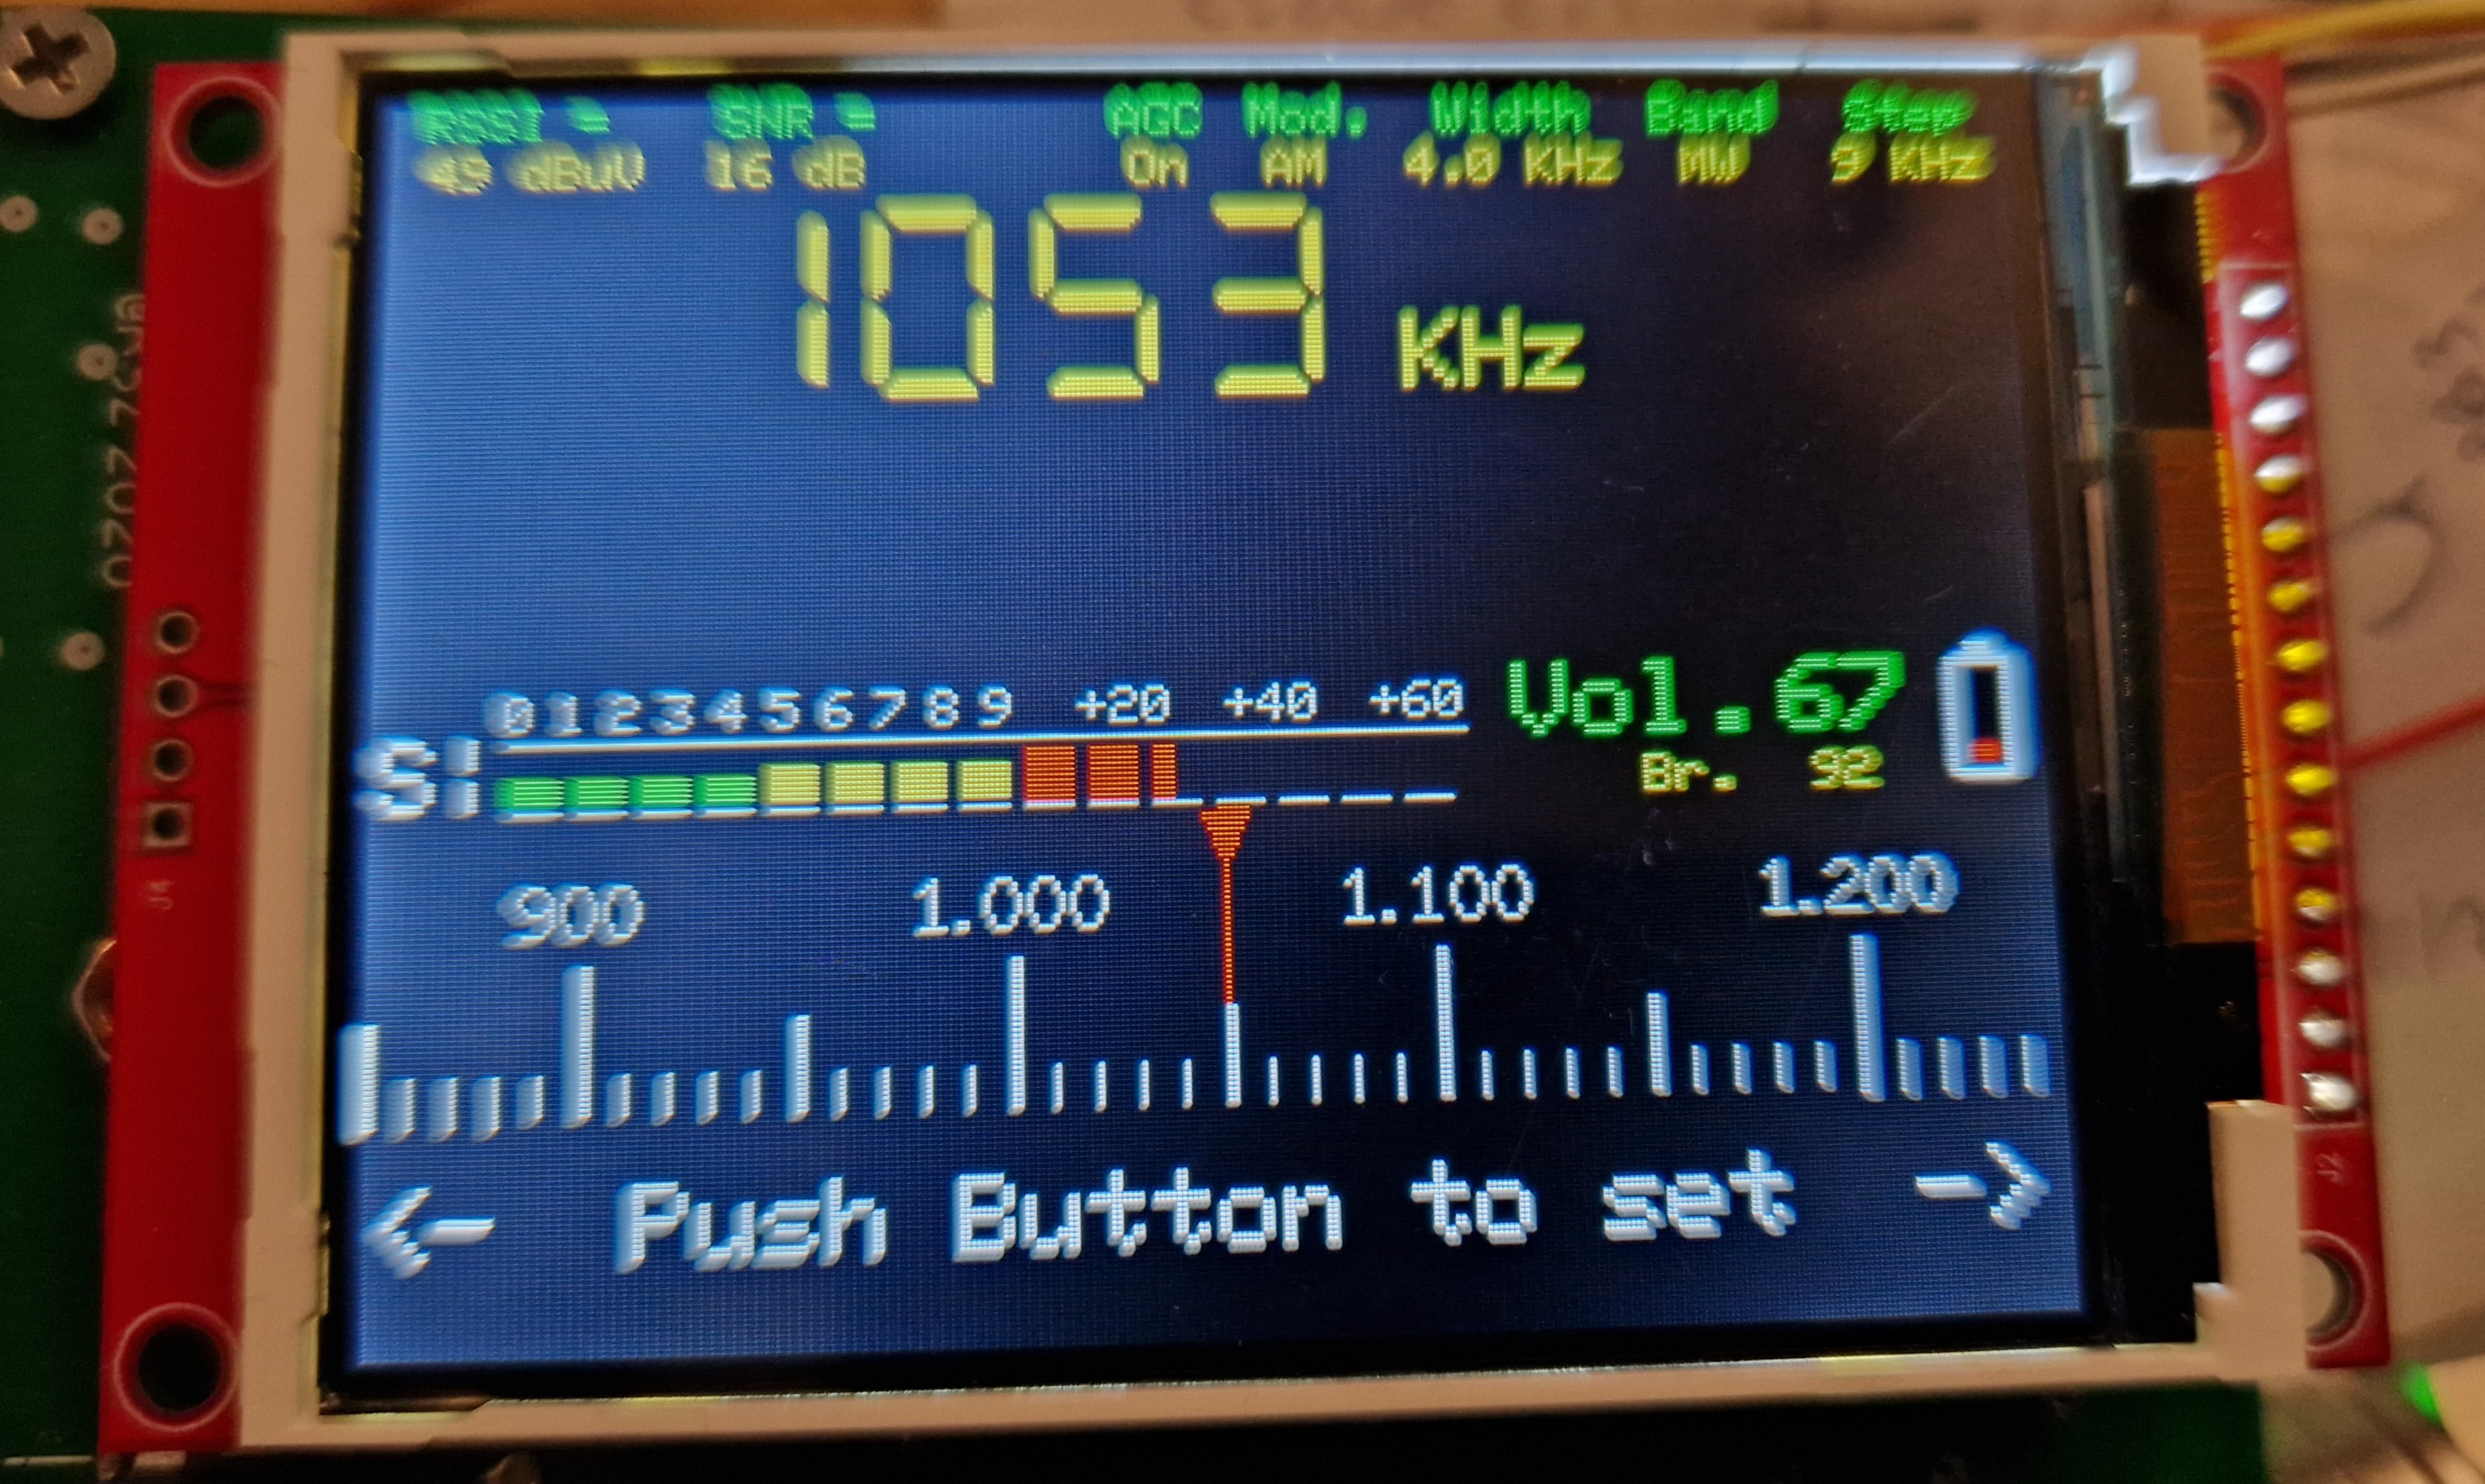 RSSI = SNR = AGC Mod. Width Band Step
49 dBuV 16 dB On AM 4.0 KHz MW 9 KHz
1053 KHz
0 1 2 3 4 5 6 7 8 9 +20 +40 +60
Vol.67
S:
Br. 92
900 1.000 1.100 1.200
<- Push Button to set ->
J4
J2